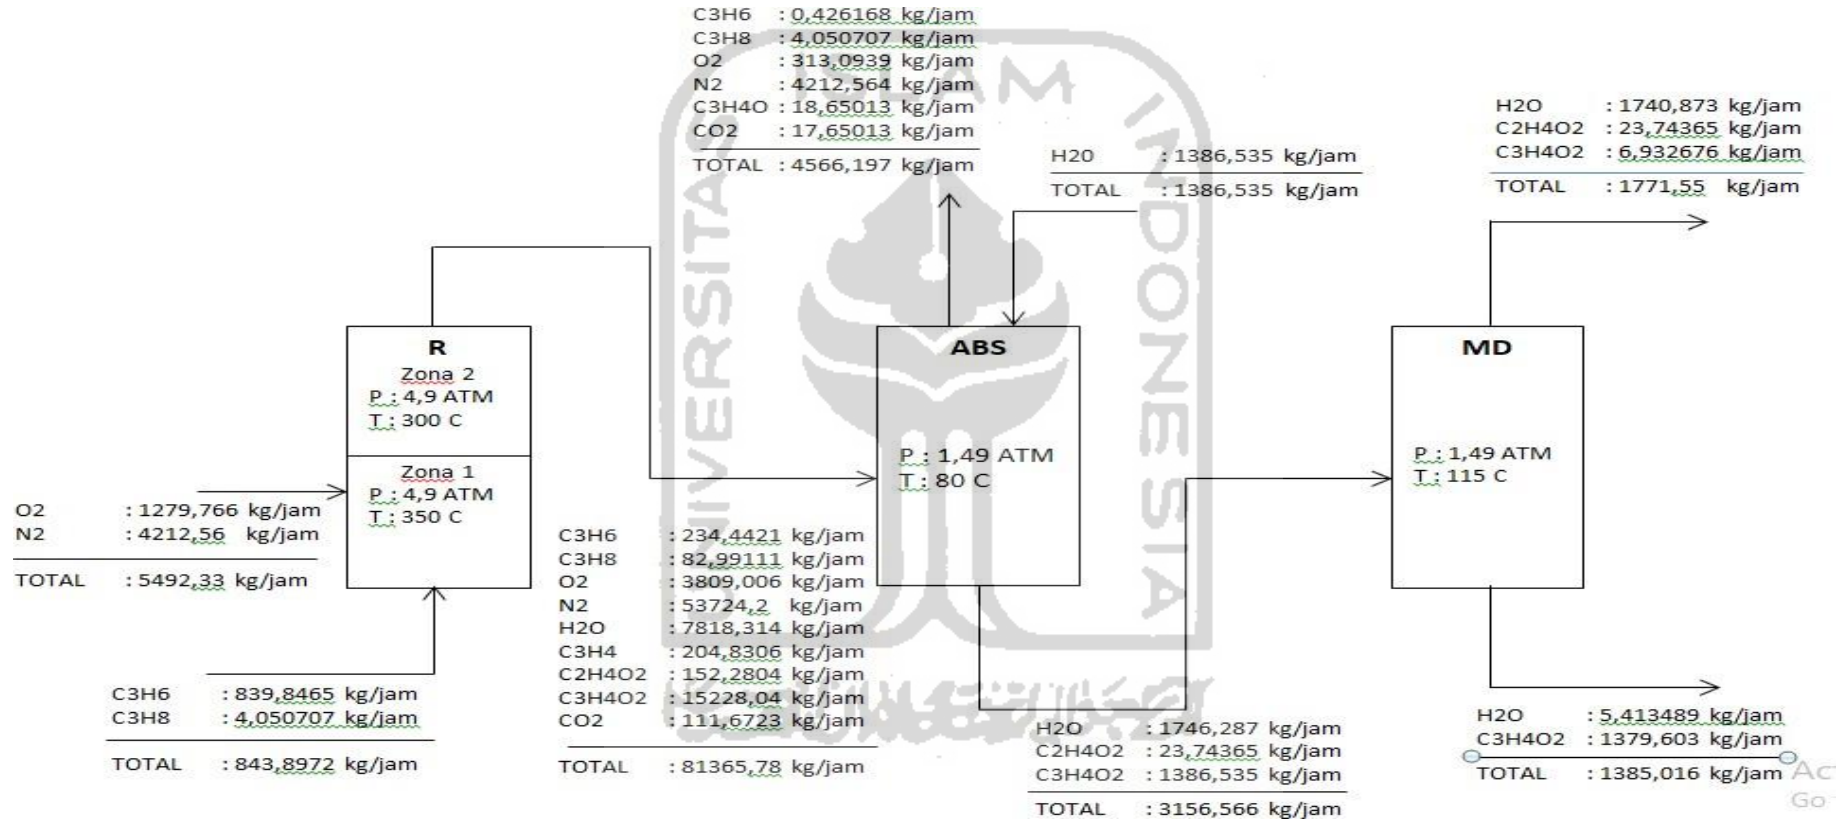 C3H6 : 0,426168 kg/jam
C3H8 : 4,050707 kg/jam
O2 : 313,0939 kg/jam
N2 : 4212,564 kg/jam
C3H4O : 18,65013 kg/jam
CO2 : 17,65013 kg/jam
TOTAL : 4566,197 kg/jam
H20 : 1386,535 kg/jam
TOTAL : 1386,535 kg/jam
H2O : 1740,873 kg/jam
C2H4O2 : 23,74365 kg/jam
C3H4O2 : 6,932676 kg/jam
TOTAL : 1771,55 kg/jam
R
Zona 2
P : 4,9 ATM
T : 300 C
Zona 1
P : 4,9 ATM
T : 350 C
ABS
P : 1,49 ATM
T : 80 C
MD
P : 1,49 ATM
T : 115 C
O2 : 1279,766 kg/jam
N2 : 4212,56 kg/jam
TOTAL : 5492,33 kg/jam
C3H6 : 839,8465 kg/jam
C3H8 : 4,050707 kg/jam
TOTAL : 843,8972 kg/jam
C3H6 : 234,4421 kg/jam
C3H8 : 82,99111 kg/jam
O2 : 3809,006 kg/jam
N2 : 53724,2 kg/jam
H2O : 7818,314 kg/jam
C3H4 : 204,8306 kg/jam
C2H4O2 : 152,2804 kg/jam
C3H4O2 : 15228,04 kg/jam
CO2 : 111,6723 kg/jam
TOTAL : 81365,78 kg/jam
H2O : 1746,287 kg/jam
C2H4O2 : 23,74365 kg/jam
C3H4O2 : 1386,535 kg/jam
TOTAL : 3156,566 kg/jam
H2O : 5,413489 kg/jam
C3H4O2 : 1379,603 kg/jam
TOTAL : 1385,016 kg/jam
UNIVERSITAS
ISLAM
INDONESIA
Go